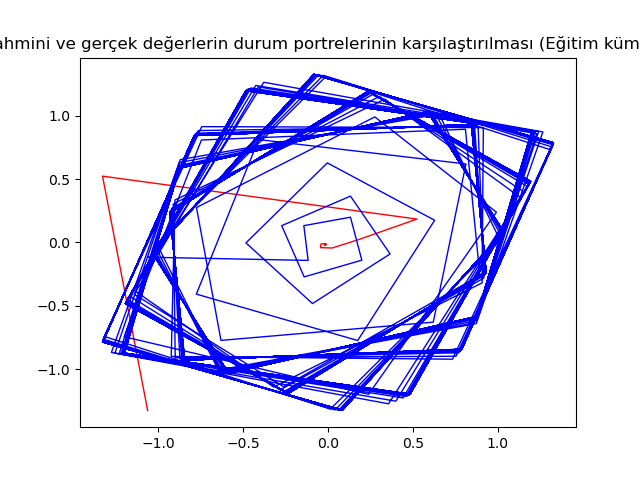 ahmini ve gerçek değerlerin durum portrelerinin karşılaştırılması (Eğitim küm
1.0
0.5
0.0
−0.5
−1.0
−1.0 −0.5 0.0 0.5 1.0